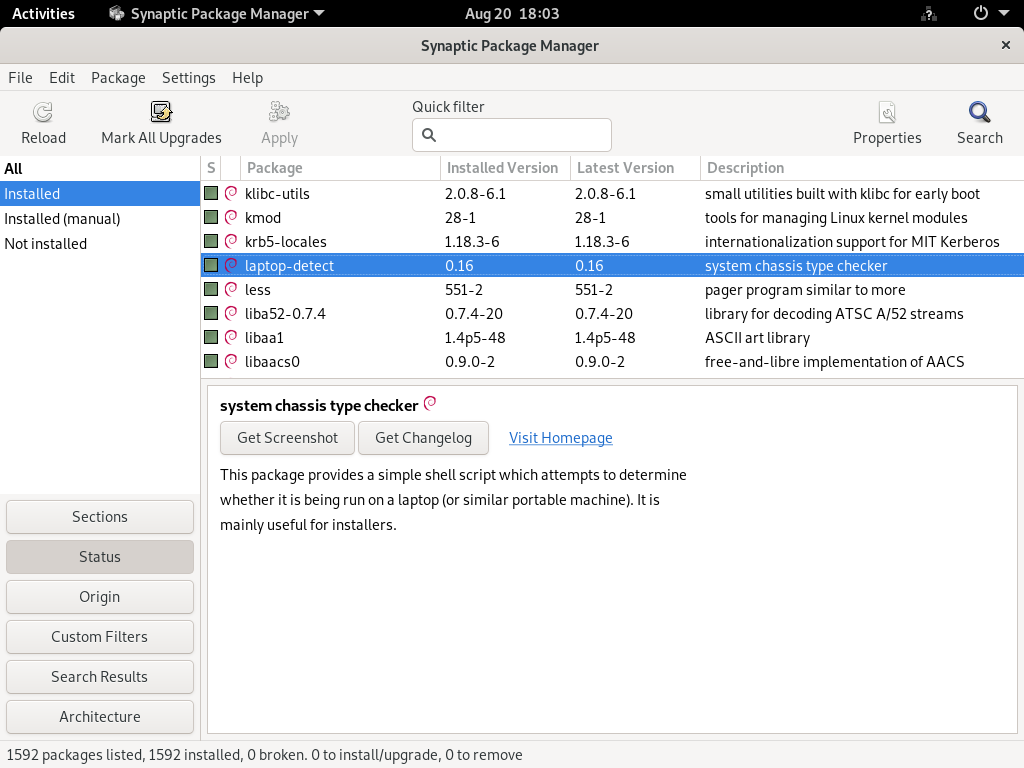 Activities Synaptic Package Manager Aug 20 18:03
Synaptic Package Manager
File Edit Package Settings Help
Quick filter
Reload Mark All Upgrades Apply Properties Search
All
Installed
Installed (manual)
Not installed
S Package Installed Version Latest Version Description
klibc-utils 2.0.8-6.1 2.0.8-6.1 small utilities built with klibc for early boot
kmod 28-1 28-1 tools for managing Linux kernel modules
krb5-locales 1.18.3-6 1.18.3-6 internationalization support for MIT Kerberos
laptop-detect 0.16 0.16 system chassis type checker
less 551-2 551-2 pager program similar to more
liba52-0.7.4 0.7.4-20 0.7.4-20 library for decoding ATSC A/52 streams
libaa1 1.4p5-48 1.4p5-48 ASCII art library
libaacs0 0.9.0-2 0.9.0-2 free-and-libre implementation of AACS
system chassis type checker
Get Screenshot Get Changelog Visit Homepage
This package provides a simple shell script which attempts to determine
whether it is being run on a laptop (or similar portable machine). It is
mainly useful for installers.
Sections
Status
Origin
Custom Filters
Search Results
Architecture
1592 packages listed, 1592 installed, 0 broken. 0 to install/upgrade, 0 to remove